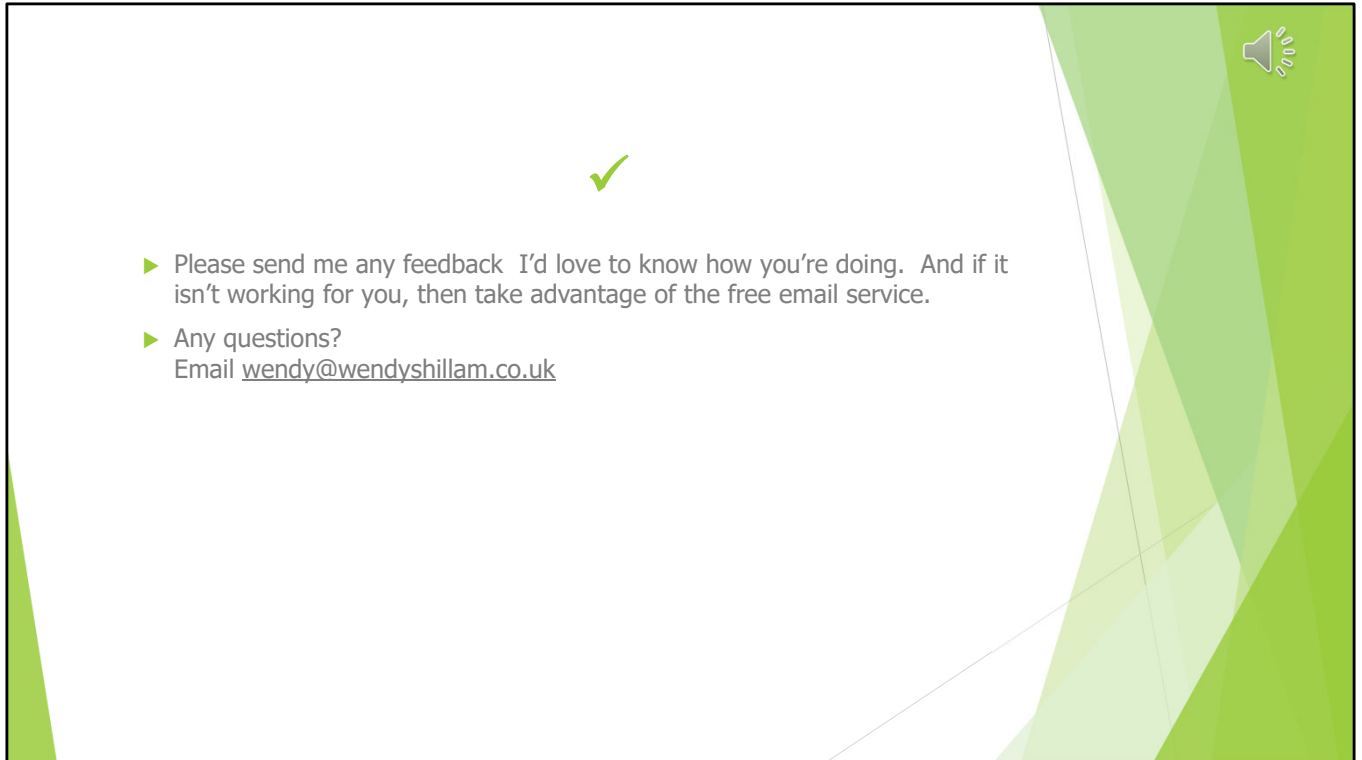 Please send me any feedback  I’d love to know how you’re doing.  And if it
isn’t working for you, then take advantage of the free email service.
Any questions?
Email wendy@wendyshillam.co.uk